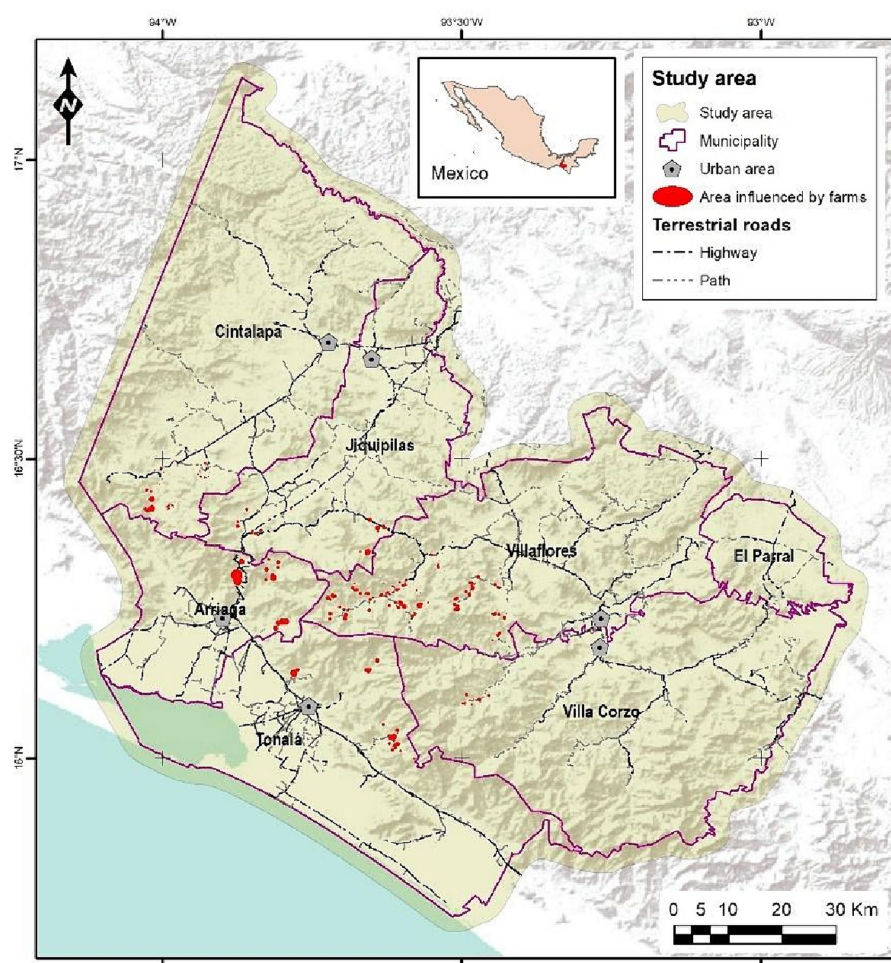 94°W
93°30'W
93°W
N
Mexico
Study area
Study area
Municipality
Urban area
Area influenced by farms
Terrestrial roads
Highway
Path
17°N
Cintalapa
Jiquipilas
16°30'N
Villaflores
El Parral
Arriaga
Villa Corzo
Tonalá
16°N
0 5 10 20 30 Km